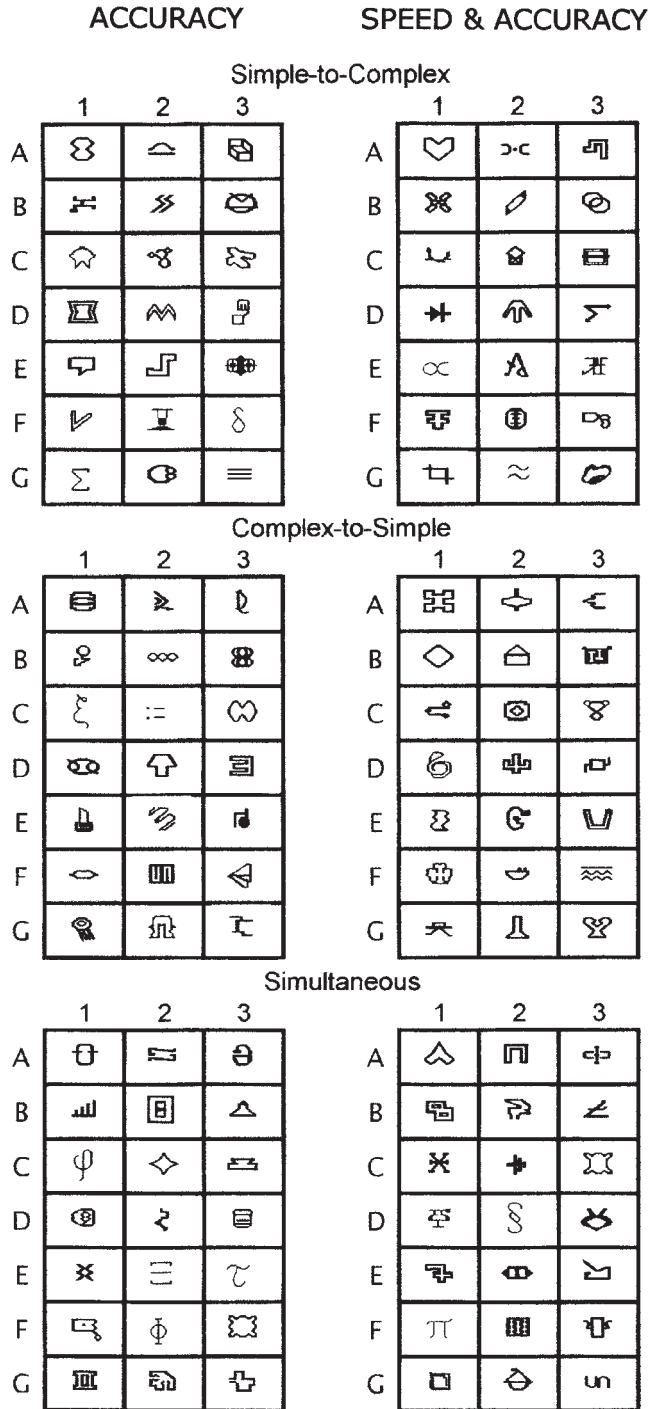 ACCURACY SPEED & ACCURACY
Simple-to-Complex
1 2 3 1 2 3
A A
B B
C C
D D
E ∝ E
F δ F
G Σ ≡ G ≈
Complex-to-Simple
1 2 3 1 2 3
A A
B B
C ξ := C
D D
E E
F F
G G
Simultaneous
1 2 3 1 2 3
A A
B B
C φ C
D D §
E τ E
F Φ F π
G G un